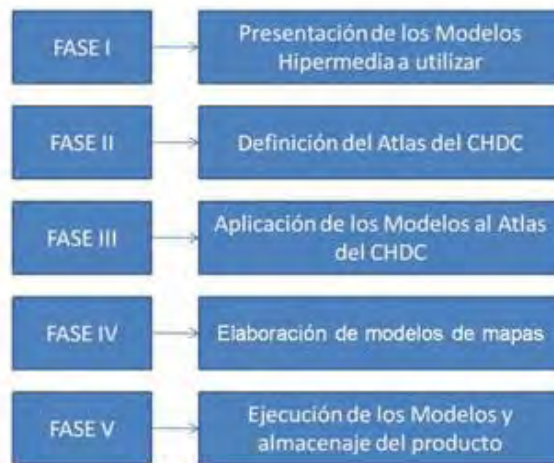 FASE I
Presentación de los Modelos
Hipermedia a utilizar
FASE II
Definición del Atlas del CHDC
FASE III
Aplicación de los Modelos al Atlas
del CHDC
FASE IV
Elaboración de modelos de mapas
FASE V
Ejecución de los Modelos y
almacenaje del producto